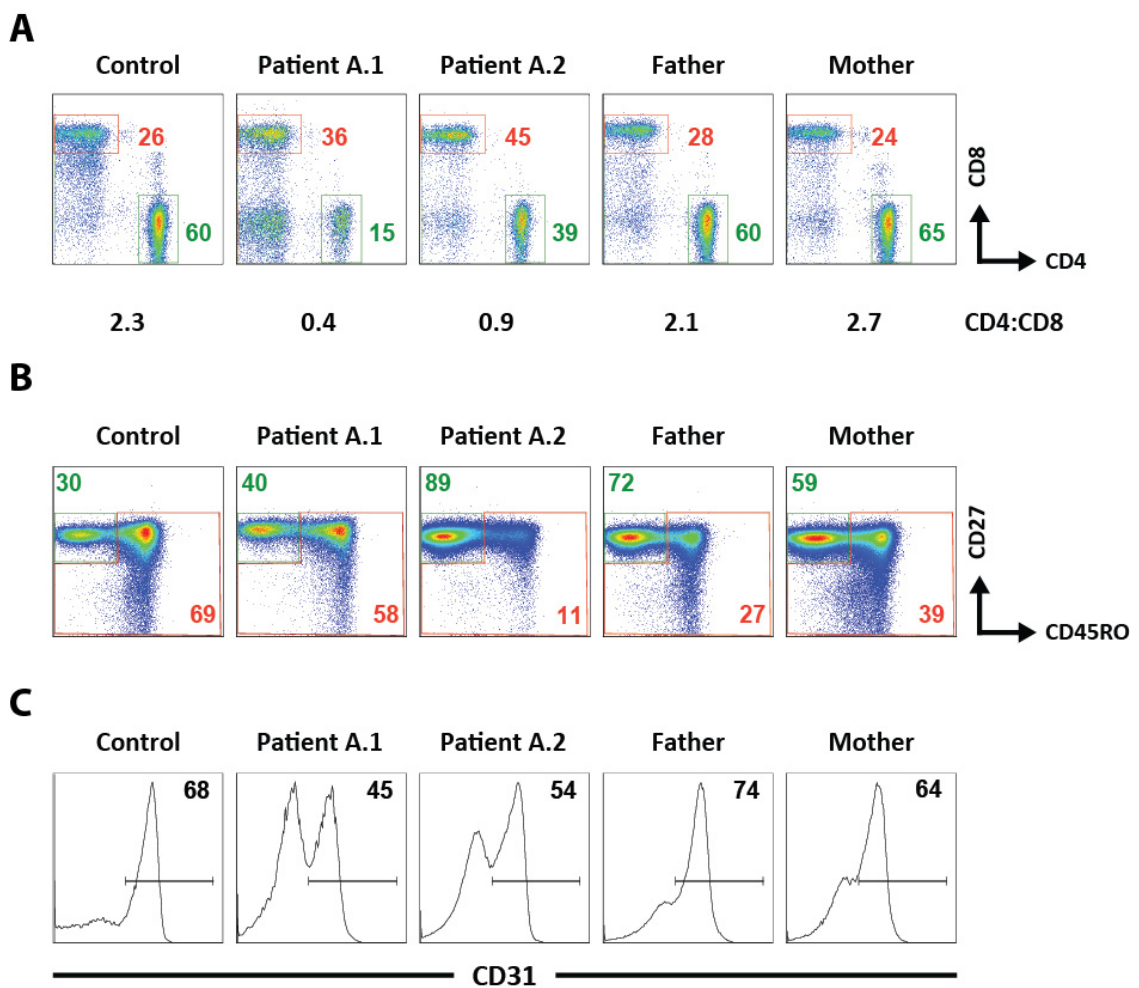 A
Control Patient A.1 Patient A.2 Father Mother
26 36 45 28 24
60 15 39 60 65
CD8
CD4
2.3 0.4 0.9 2.1 2.7 CD4:CD8
B
Control Patient A.1 Patient A.2 Father Mother
30 40 89 72 59
69 58 11 27 39
CD27
CD45RO
C
Control Patient A.1 Patient A.2 Father Mother
68 45 54 74 64
CD31